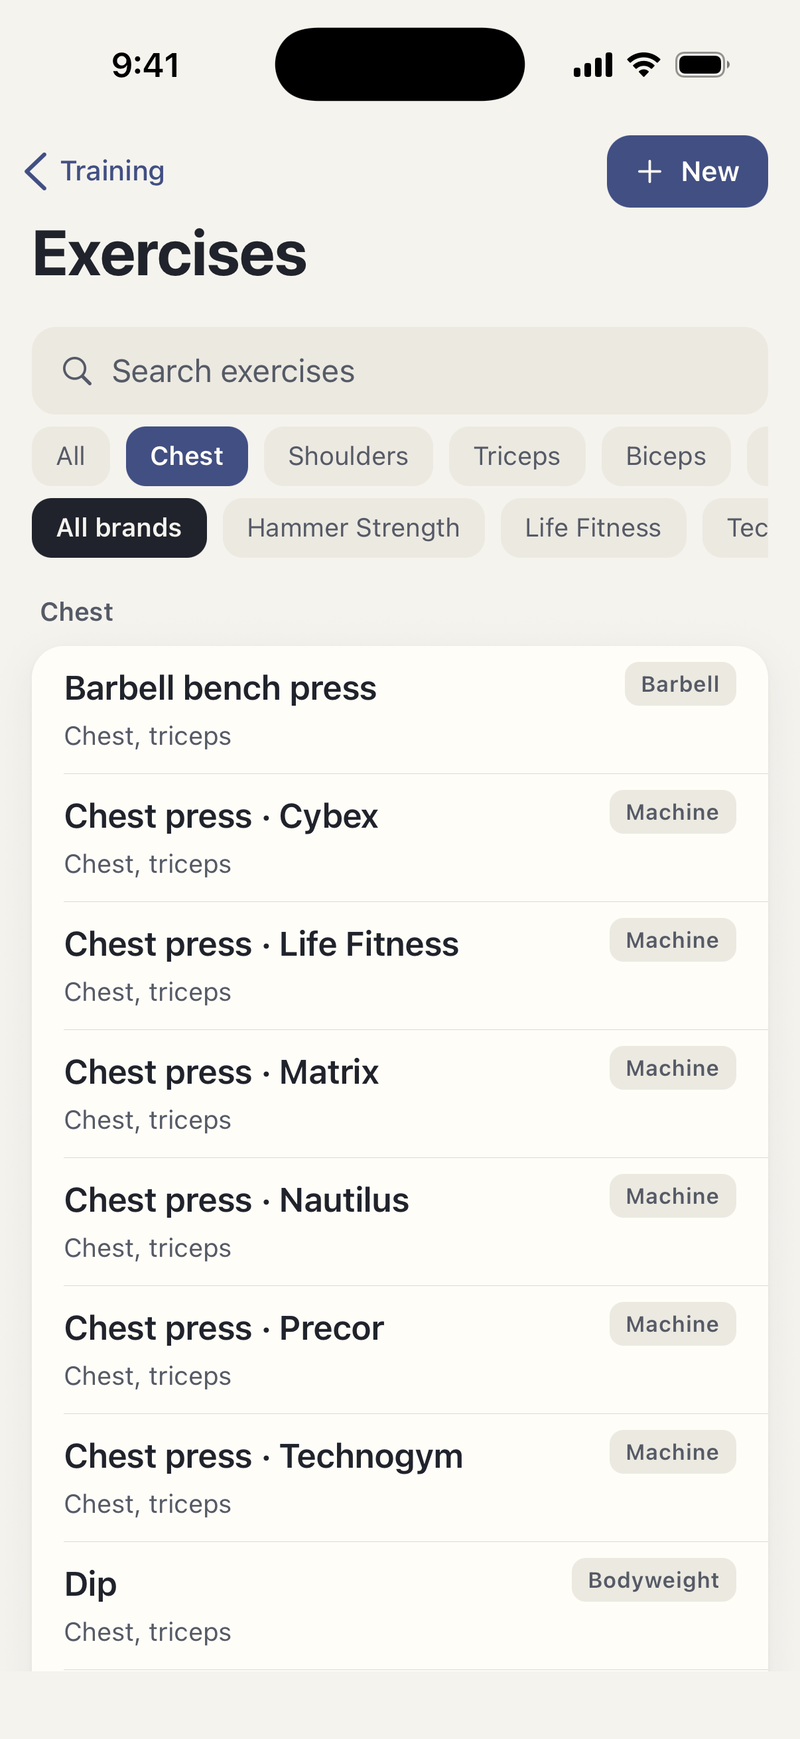 9:41
Training
New
Exercises
Search exercises
All
Chest
Shoulders
Triceps
Biceps
All brands
Hammer Strength
Life Fitness
Tec
Chest
Barbell bench press
Barbell
Chest, triceps
Chest press · Cybex
Machine
Chest, triceps
Chest press · Life Fitness
Machine
Chest, triceps
Chest press · Matrix
Machine
Chest, triceps
Chest press · Nautilus
Machine
Chest, triceps
Chest press · Precor
Machine
Chest, triceps
Chest press · Technogym
Machine
Chest, triceps
Dip
Bodyweight
Chest, triceps